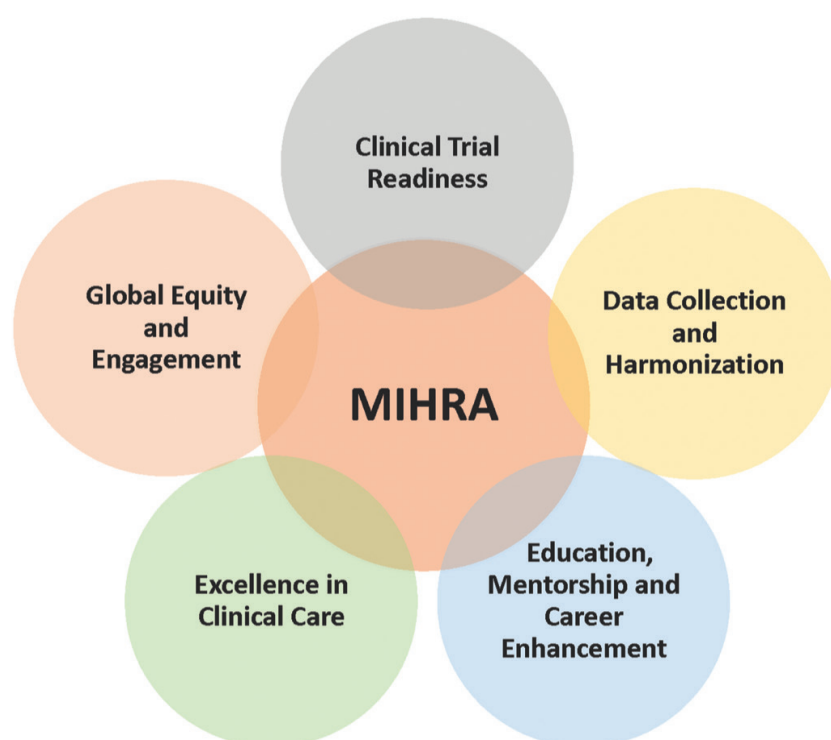 Clinical Trial
Readiness
Global Equity
and
Engagement
Data Collection
and
Harmonization
MIHRA
Excellence in
Clinical Care
Education,
Mentorship and
Career
Enhancement